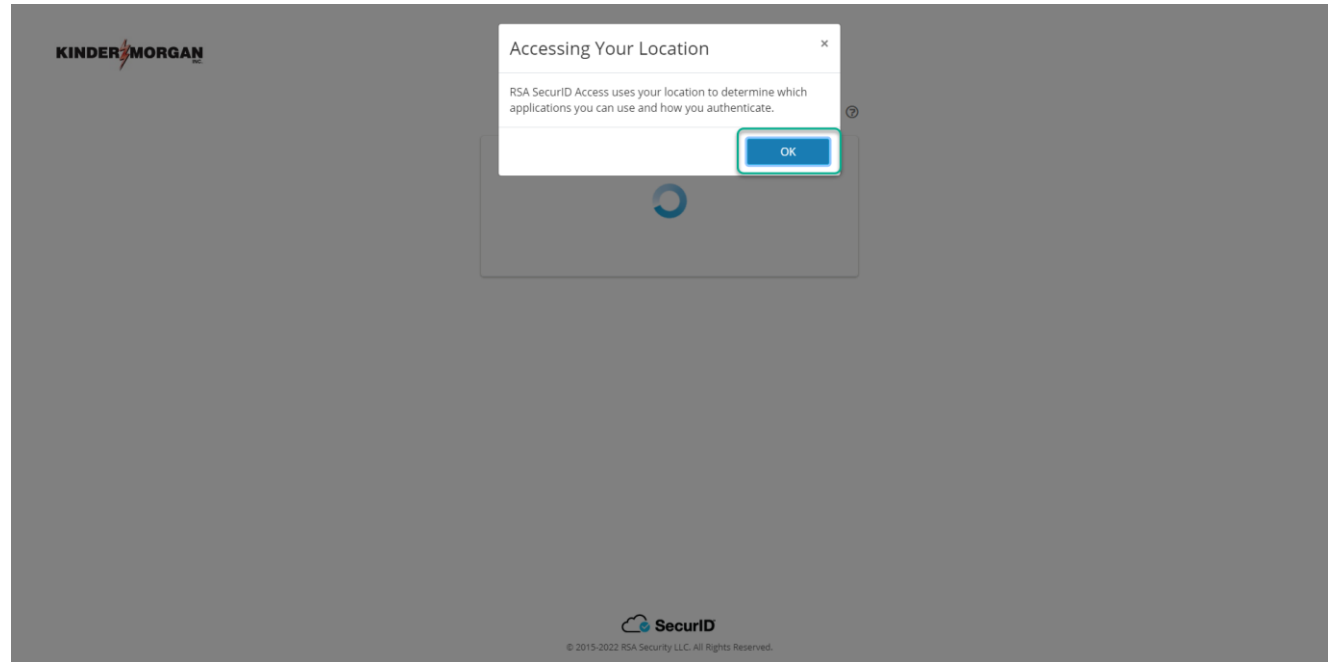 KINDER MORGAN
INC.
Accessing Your Location
×
RSA SecurID Access uses your location to determine which
applications you can use and how you authenticate.
?
OK
SecurID
© 2015-2022 RSA Security LLC. All Rights Reserved.